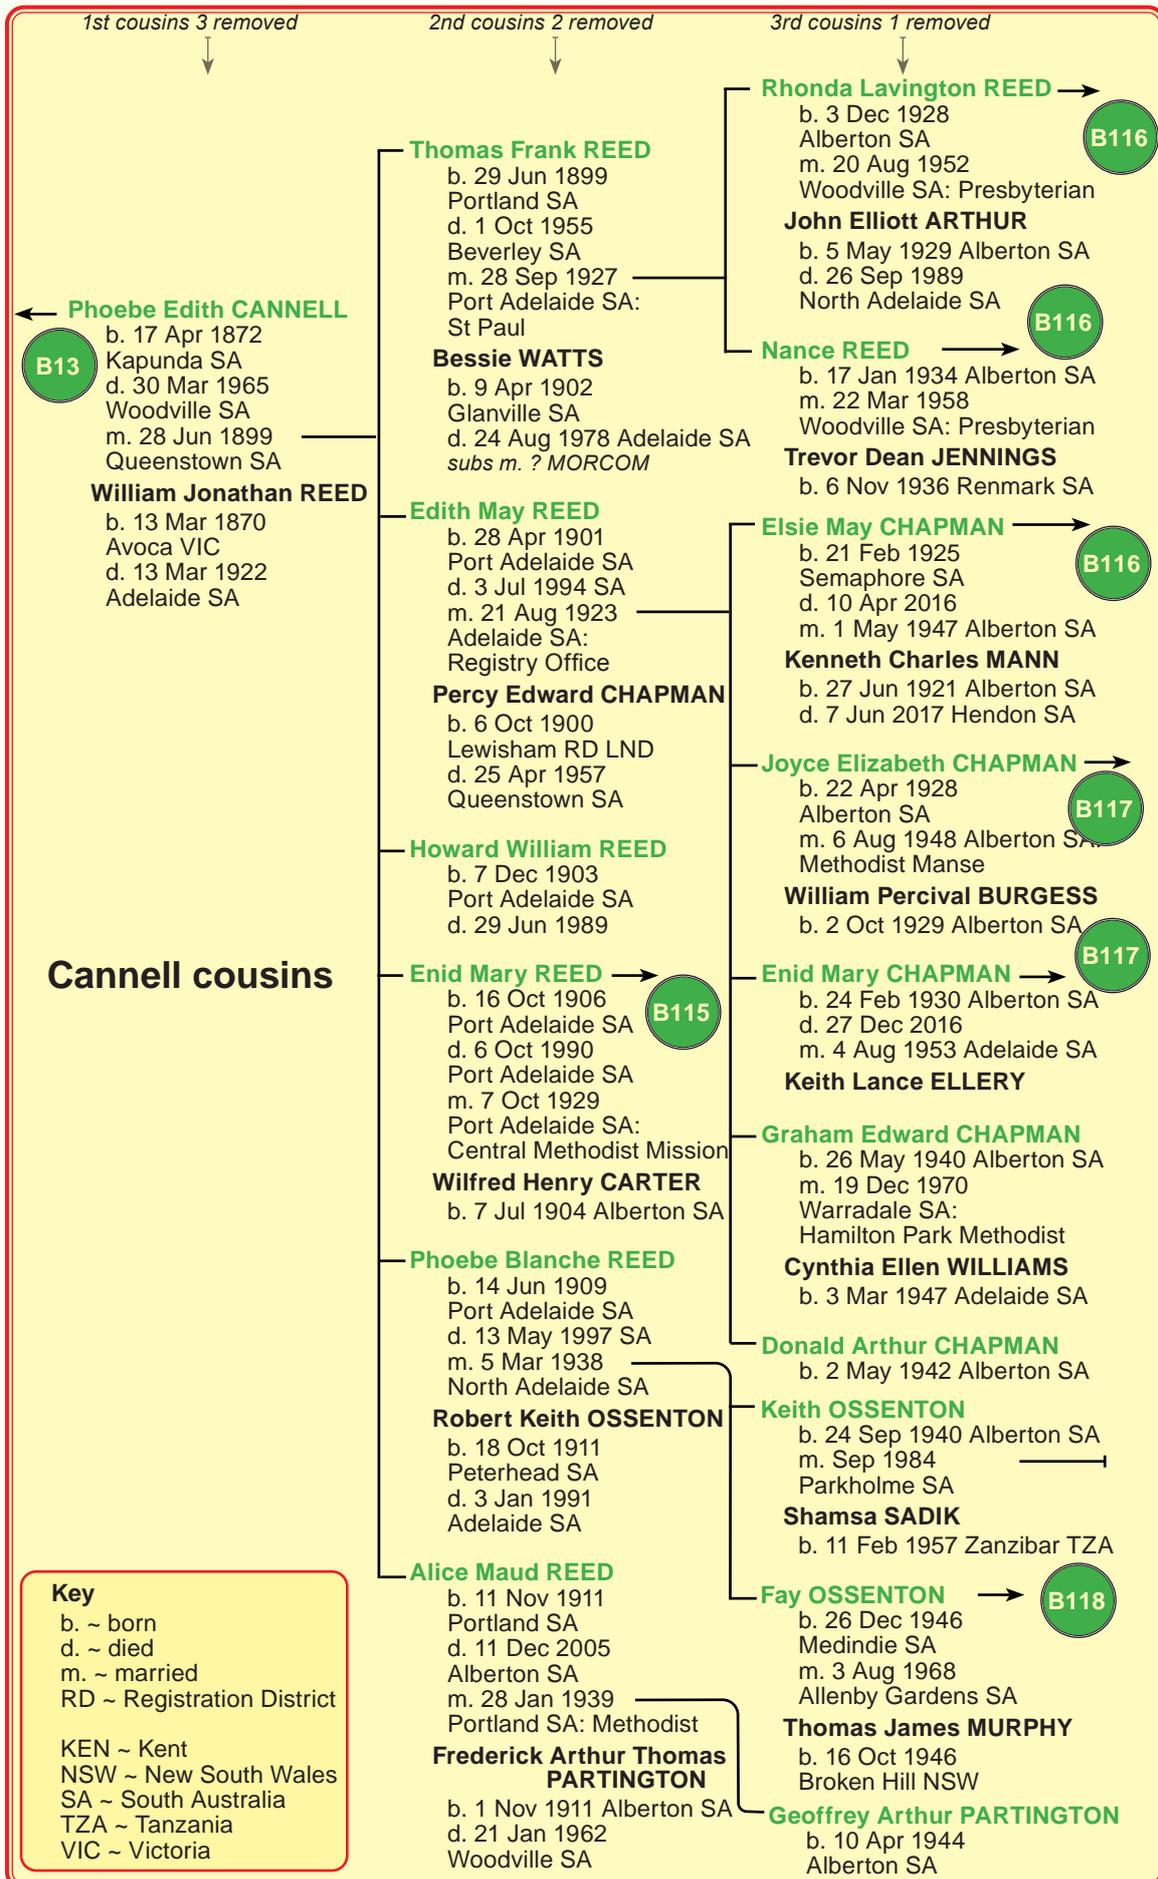 1st cousins 3 removed
2nd cousins 2 removed
3rd cousins 1 removed
Phoebe Edith CANNELL
B13
b. 17 Apr 1872
Kapunda SA
d. 30 Mar 1965
Woodville SA
m. 28 Jun 1899
Queenstown SA
William Jonathan REED
b. 13 Mar 1870
Avoca VIC
d. 13 Mar 1922
Adelaide SA
Cannell cousins
Key
b. ~ born
d. ~ died
m. ~ married
RD ~ Registration District
KEN ~ Kent
NSW ~ New South Wales
SA ~ South Australia
TZA ~ Tanzania
VIC ~ Victoria
Thomas Frank REED
b. 29 Jun 1899
Portland SA
d. 1 Oct 1955
Beverley SA
m. 28 Sep 1927
Port Adelaide SA:
St Paul
Bessie WATTS
b. 9 Apr 1902
Glanville SA
d. 24 Aug 1978 Adelaide SA
subs m. ? MORCOM
Edith May REED
b. 28 Apr 1901
Port Adelaide SA
d. 3 Jul 1994 SA
m. 21 Aug 1923
Adelaide SA:
Registry Office
Percy Edward CHAPMAN
b. 6 Oct 1900
Lewisham RD LND
d. 25 Apr 1957
Queenstown SA
Howard William REED
b. 7 Dec 1903
Port Adelaide SA
d. 29 Jun 1989
Enid Mary REED
B115
b. 16 Oct 1906
Port Adelaide SA
d. 6 Oct 1990
Port Adelaide SA
m. 7 Oct 1929
Port Adelaide SA:
Central Methodist Mission
Wilfred Henry CARTER
b. 7 Jul 1904 Alberton SA
Phoebe Blanche REED
b. 14 Jun 1909
Port Adelaide SA
d. 13 May 1997 SA
m. 5 Mar 1938
North Adelaide SA
Robert Keith OSSENTON
b. 18 Oct 1911
Peterhead SA
d. 3 Jan 1991
Adelaide SA
Alice Maud REED
b. 11 Nov 1911
Portland SA
d. 11 Dec 2005
Alberton SA
m. 28 Jan 1939
Portland SA: Methodist
Frederick Arthur Thomas
PARTINGTON
b. 1 Nov 1911 Alberton SA
d. 21 Jan 1962
Woodville SA
Rhonda Lavington REED
B116
b. 3 Dec 1928
Alberton SA
m. 20 Aug 1952
Woodville SA: Presbyterian
John Elliott ARTHUR
b. 5 May 1929 Alberton SA
d. 26 Sep 1989
North Adelaide SA
B116
Nance REED
b. 17 Jan 1934 Alberton SA
m. 22 Mar 1958
Woodville SA: Presbyterian
Trevor Dean JENNINGS
b. 6 Nov 1936 Renmark SA
Elsie May CHAPMAN
B116
b. 21 Feb 1925
Semaphore SA
d. 10 Apr 2016
m. 1 May 1947 Alberton SA
Kenneth Charles MANN
b. 27 Jun 1921 Alberton SA
d. 7 Jun 2017 Hendon SA
Joyce Elizabeth CHAPMAN
B117
b. 22 Apr 1928
Alberton SA
m. 6 Aug 1948 Alberton SA:
Methodist Manse
William Percival BURGESS
b. 2 Oct 1929 Alberton SA
B117
Enid Mary CHAPMAN
b. 24 Feb 1930 Alberton SA
d. 27 Dec 2016
m. 4 Aug 1953 Adelaide SA
Keith Lance ELLERY
Graham Edward CHAPMAN
b. 26 May 1940 Alberton SA
m. 19 Dec 1970
Warradale SA:
Hamilton Park Methodist
Cynthia Ellen WILLIAMS
b. 3 Mar 1947 Adelaide SA
Donald Arthur CHAPMAN
b. 2 May 1942 Alberton SA
Keith OSSENTON
b. 24 Sep 1940 Alberton SA
m. Sep 1984
Parkholme SA
Shamsa SADIK
b. 11 Feb 1957 Zanzibar TZA
Fay OSSENTON
B118
b. 26 Dec 1946
Medindie SA
m. 3 Aug 1968
Allenby Gardens SA
Thomas James MURPHY
b. 16 Oct 1946
Broken Hill NSW
Geoffrey Arthur PARTINGTON
b. 10 Apr 1944
Alberton SA